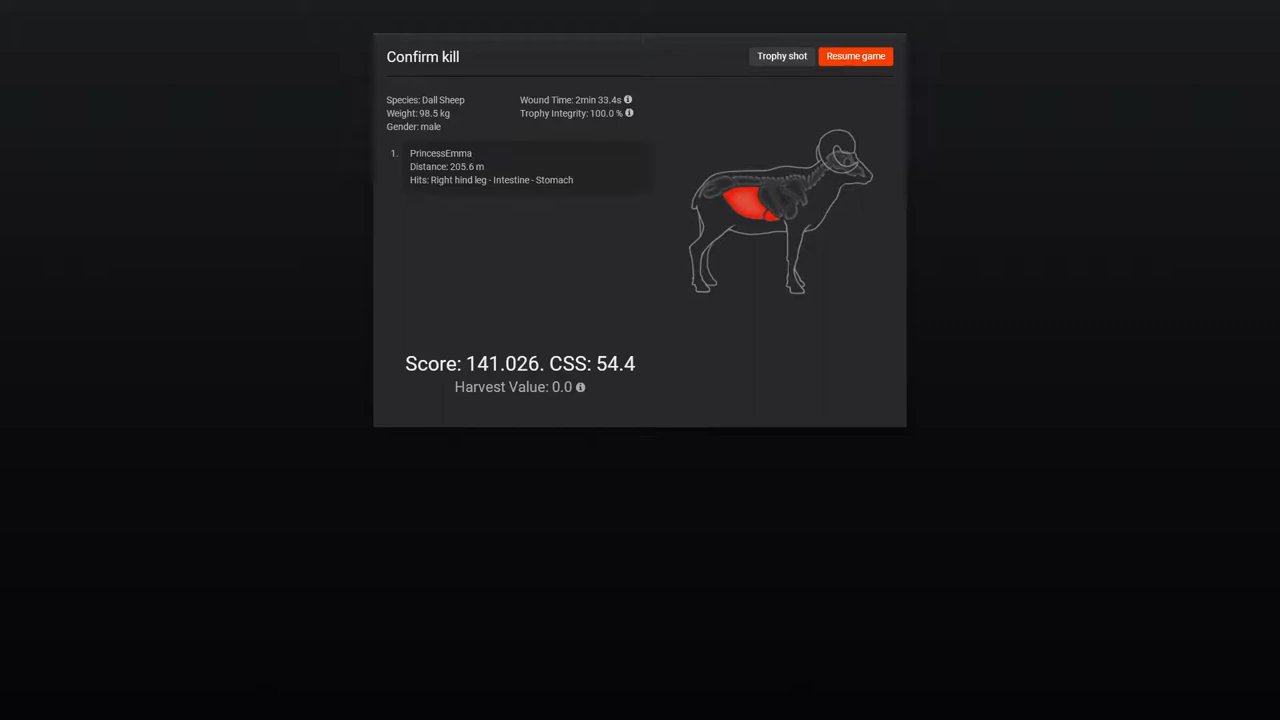 Confirm kill
Trophy shot
Resume game
Species: Dall Sheep
Weight: 98.5 kg
Gender: male
Wound Time: 2min 33.4s
Trophy Integrity: 100.0 %
1. PrincessEmma
Distance: 205.6 m
Hits: Right hind leg - Intestine - Stomach
Score: 141.026. CSS: 54.4
Harvest Value: 0.0